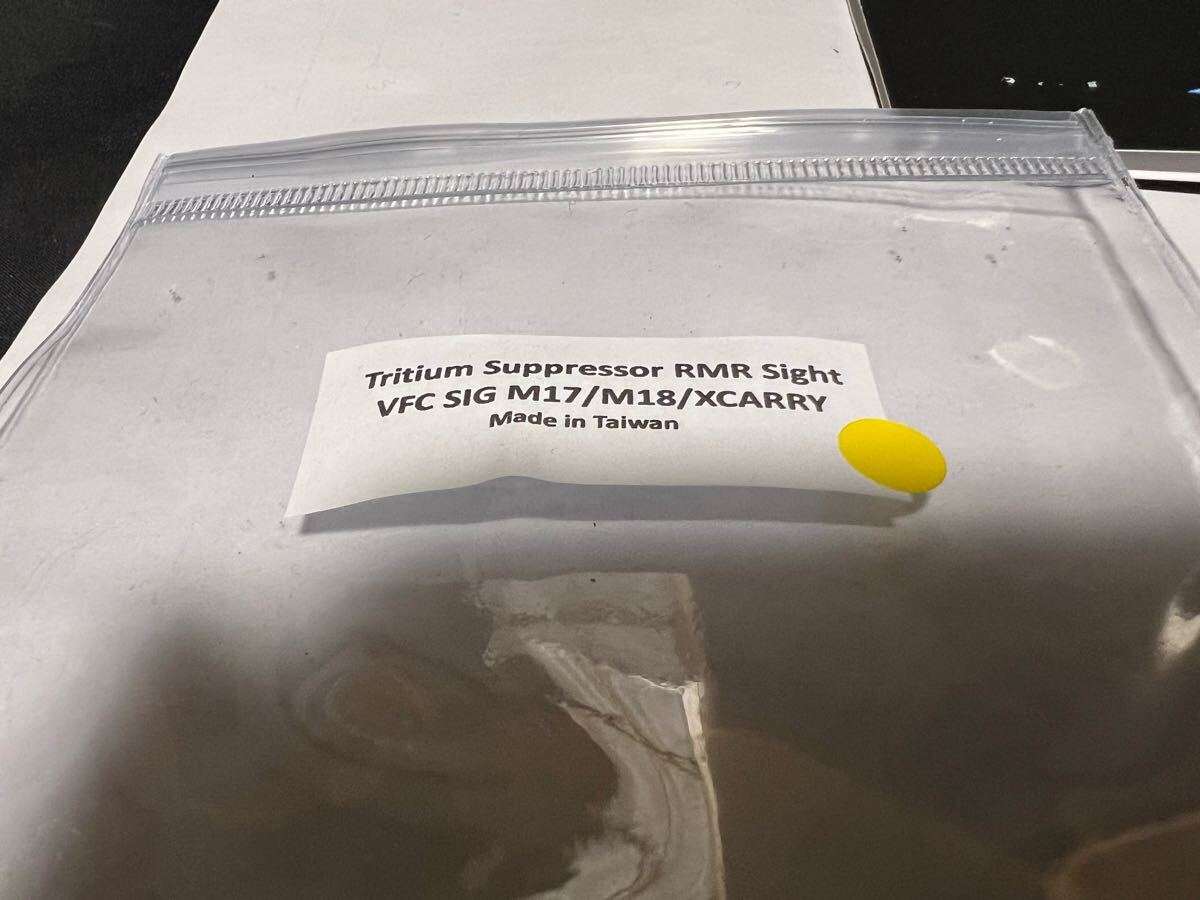 Tritium Suppressor RMR Sight
VFC SIG M17/M18/XCARRY
Made in Taiwan